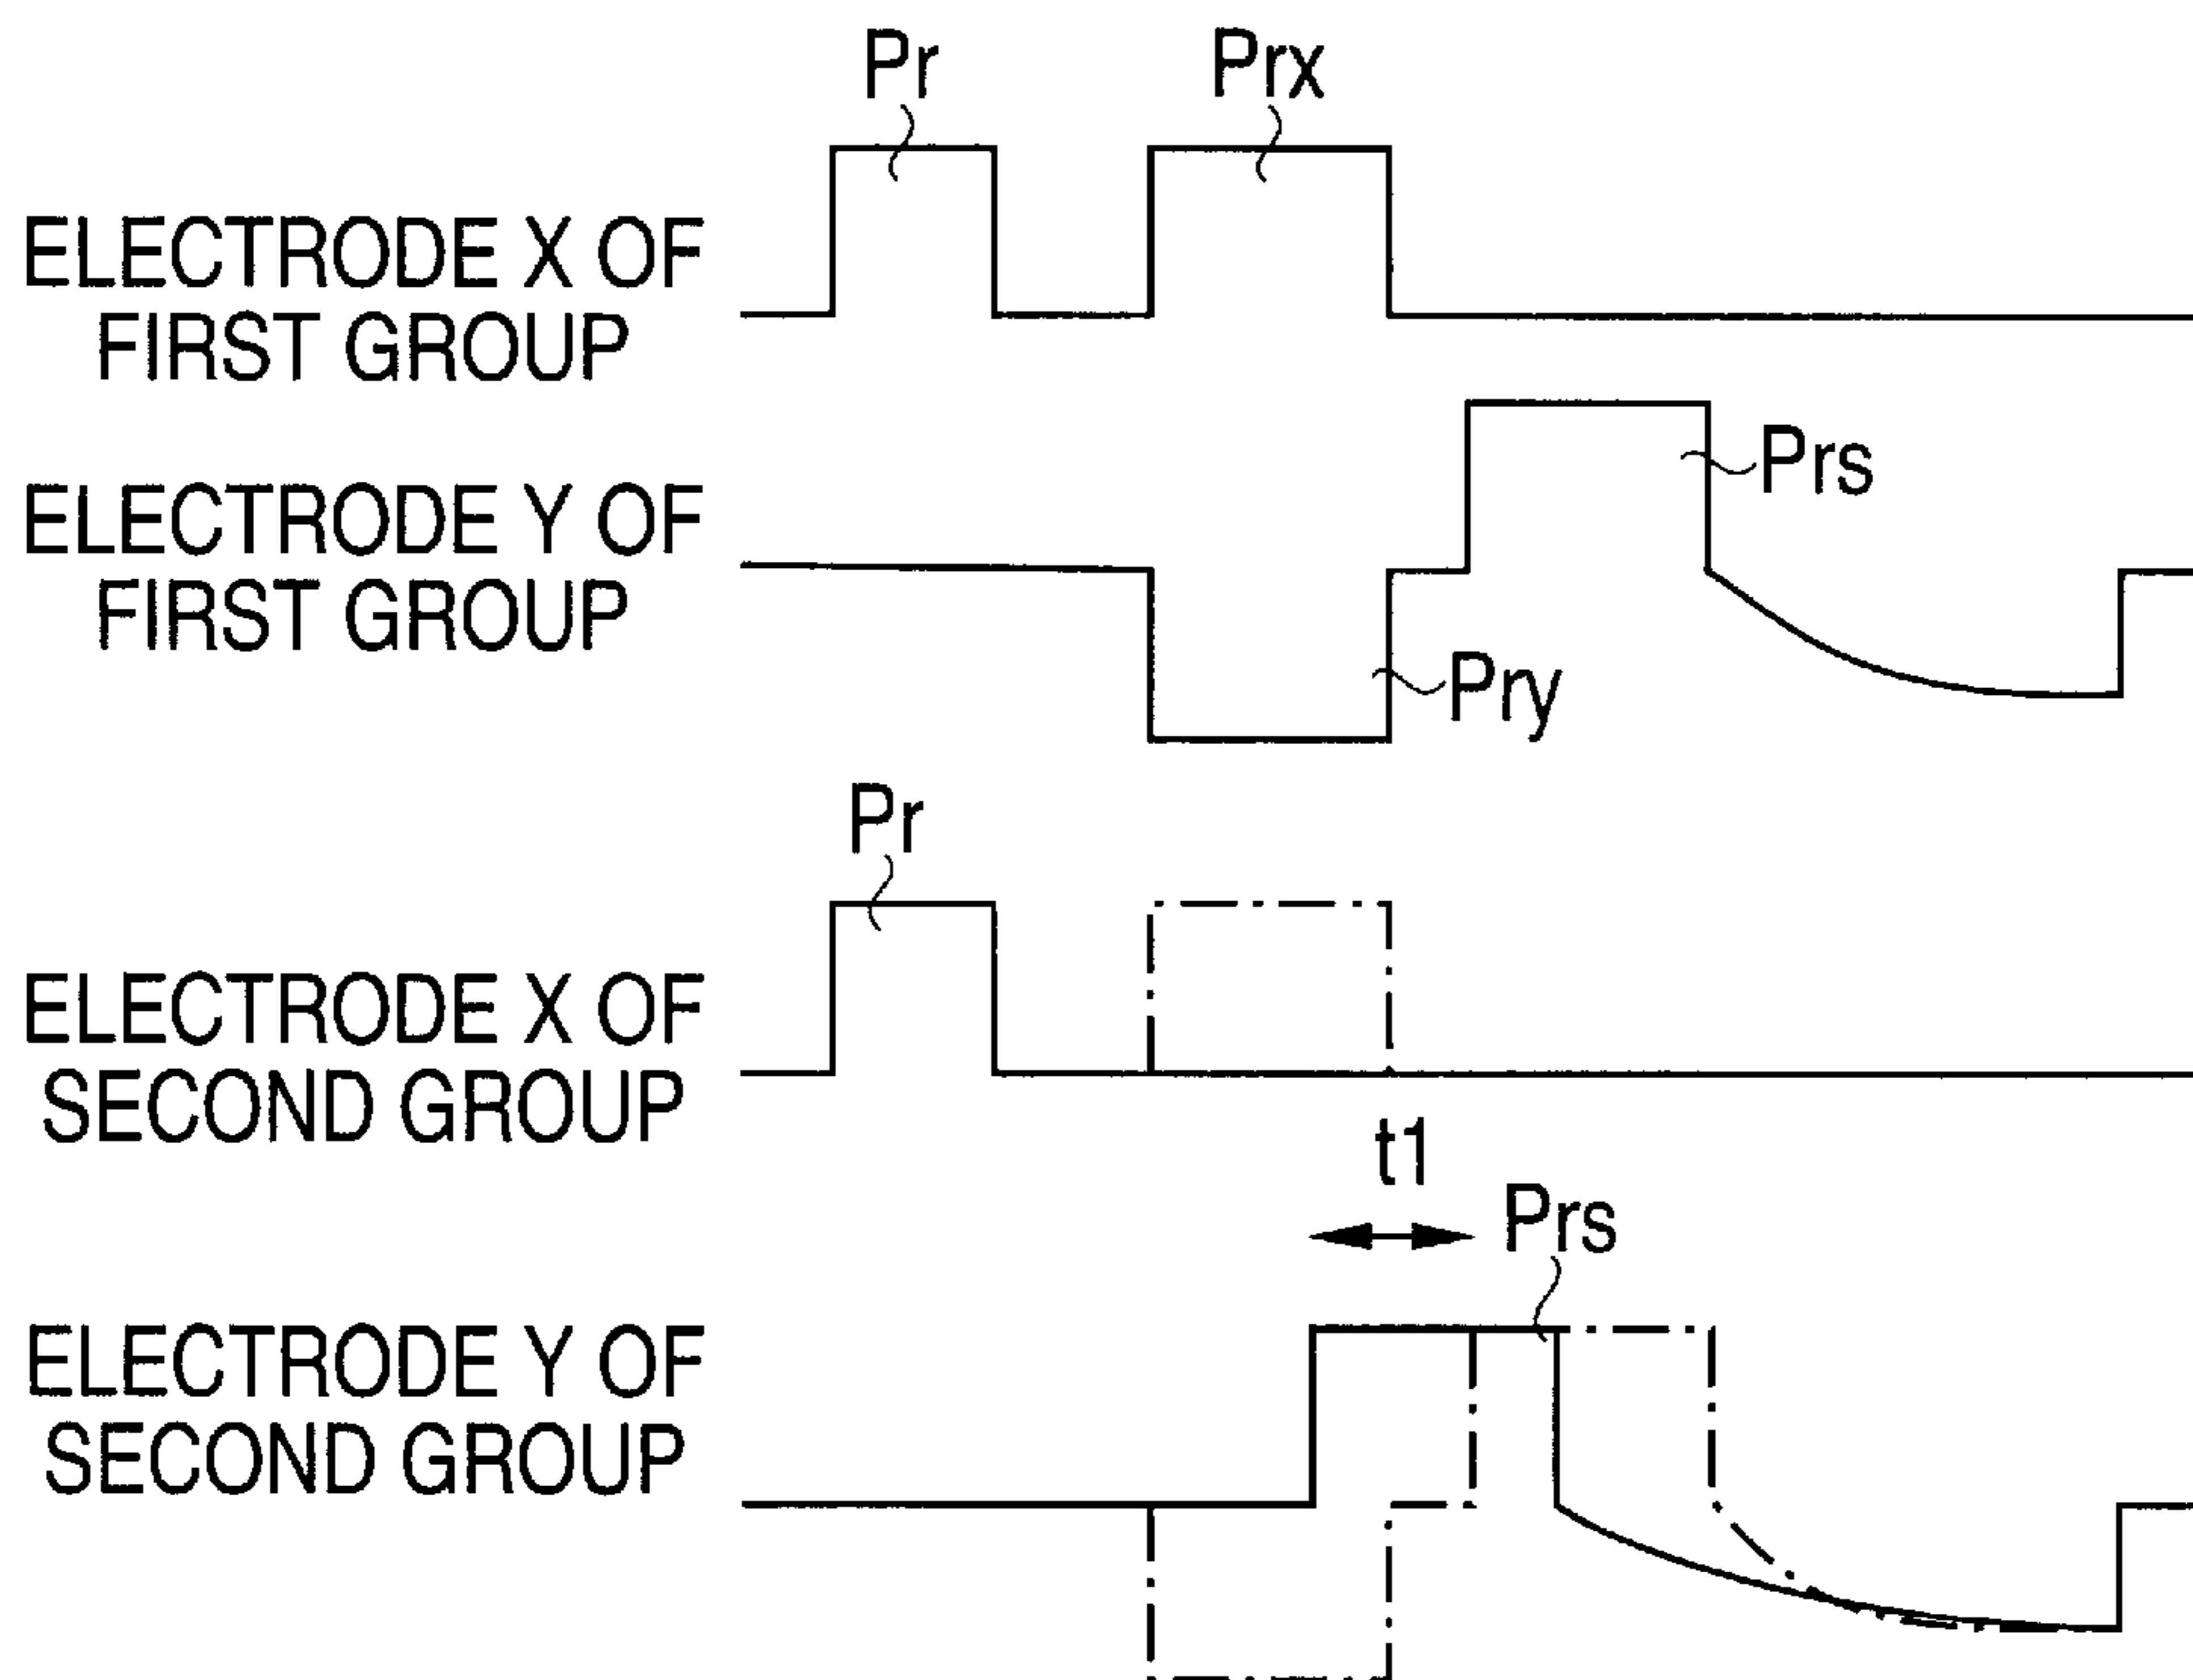 Pr
Prx
ELECTRODE X OF
FIRST GROUP
Prs
ELECTRODE Y OF
FIRST GROUP
Pry
Pr
ELECTRODE X OF
SECOND GROUP
t1
Prs
ELECTRODE Y OF
SECOND GROUP